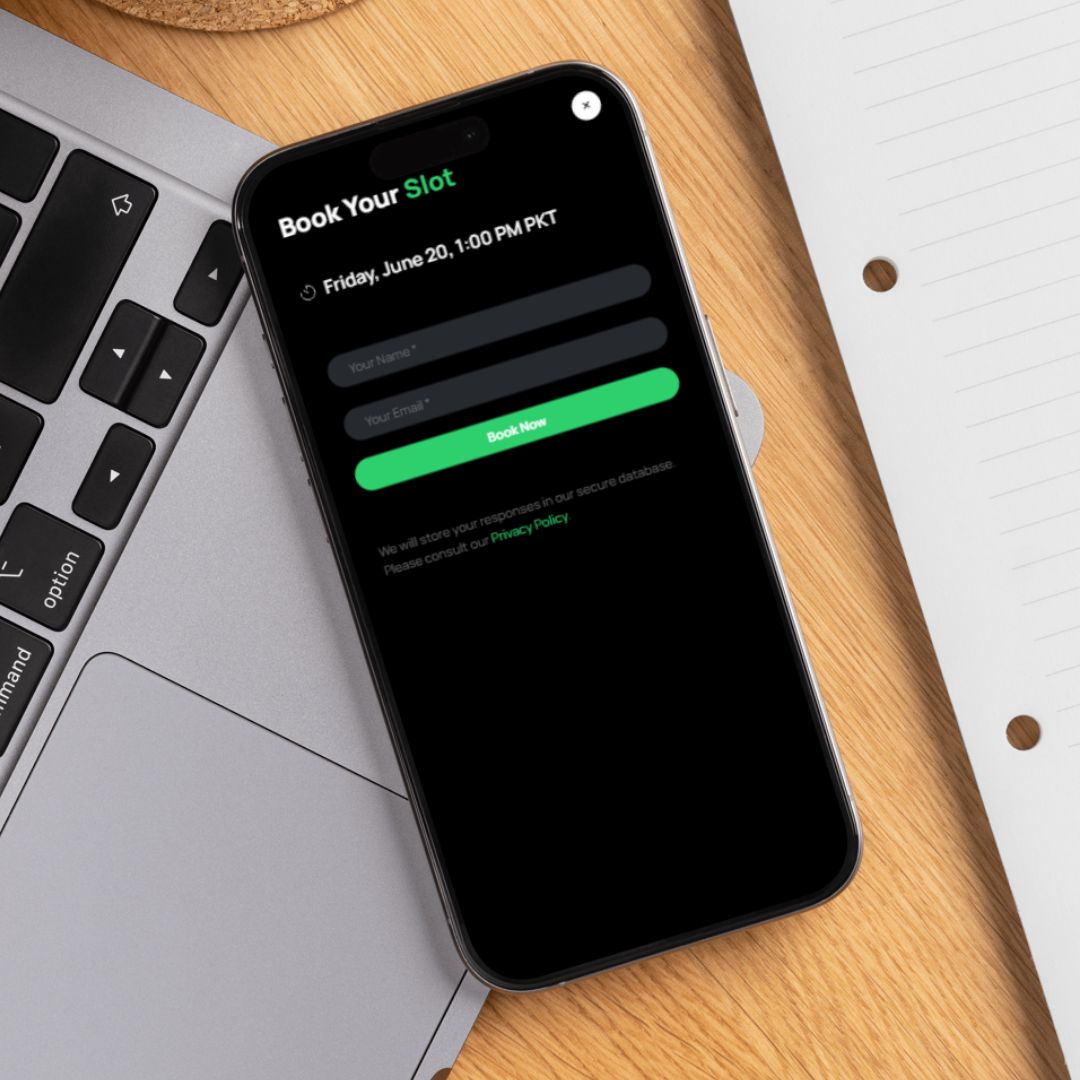 Book Your Slot
Friday, June 20, 1:00 PM PKT
Your Name *
Your Email *
Book Now
We will store your responses in our secure database.
Please consult our Privacy Policy.
option